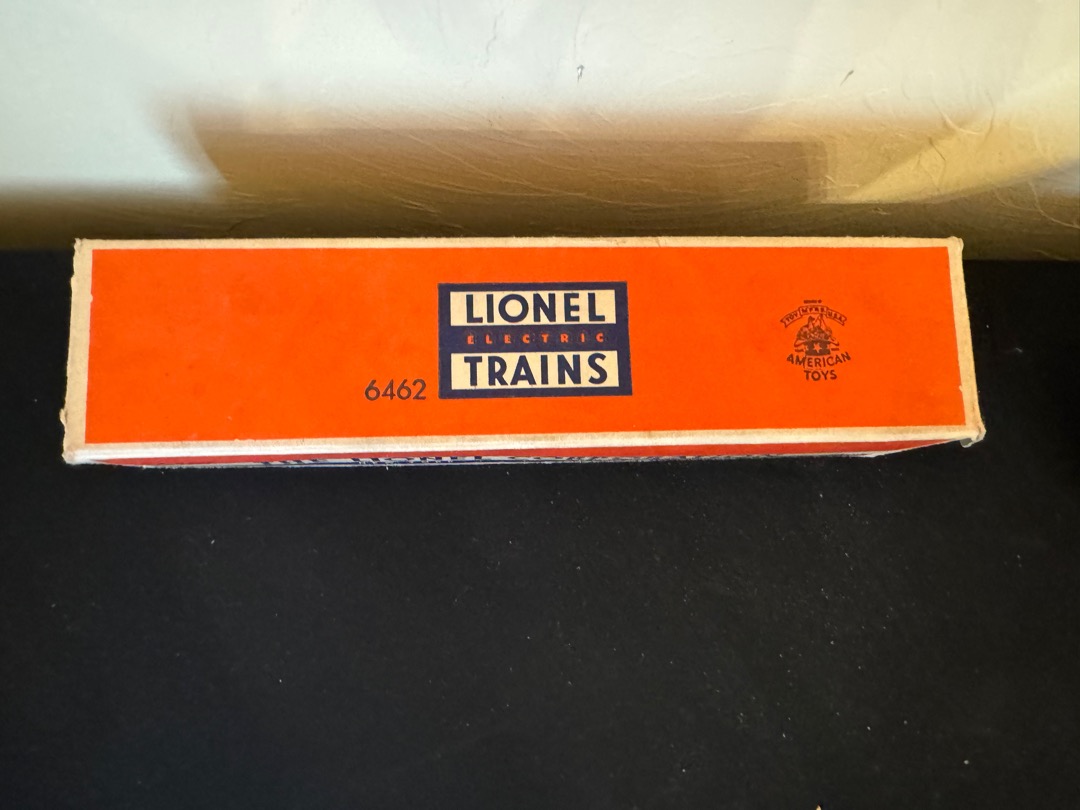 LIONEL
ELECTRIC
TRAINS
6462
AMERICAN
TOYS